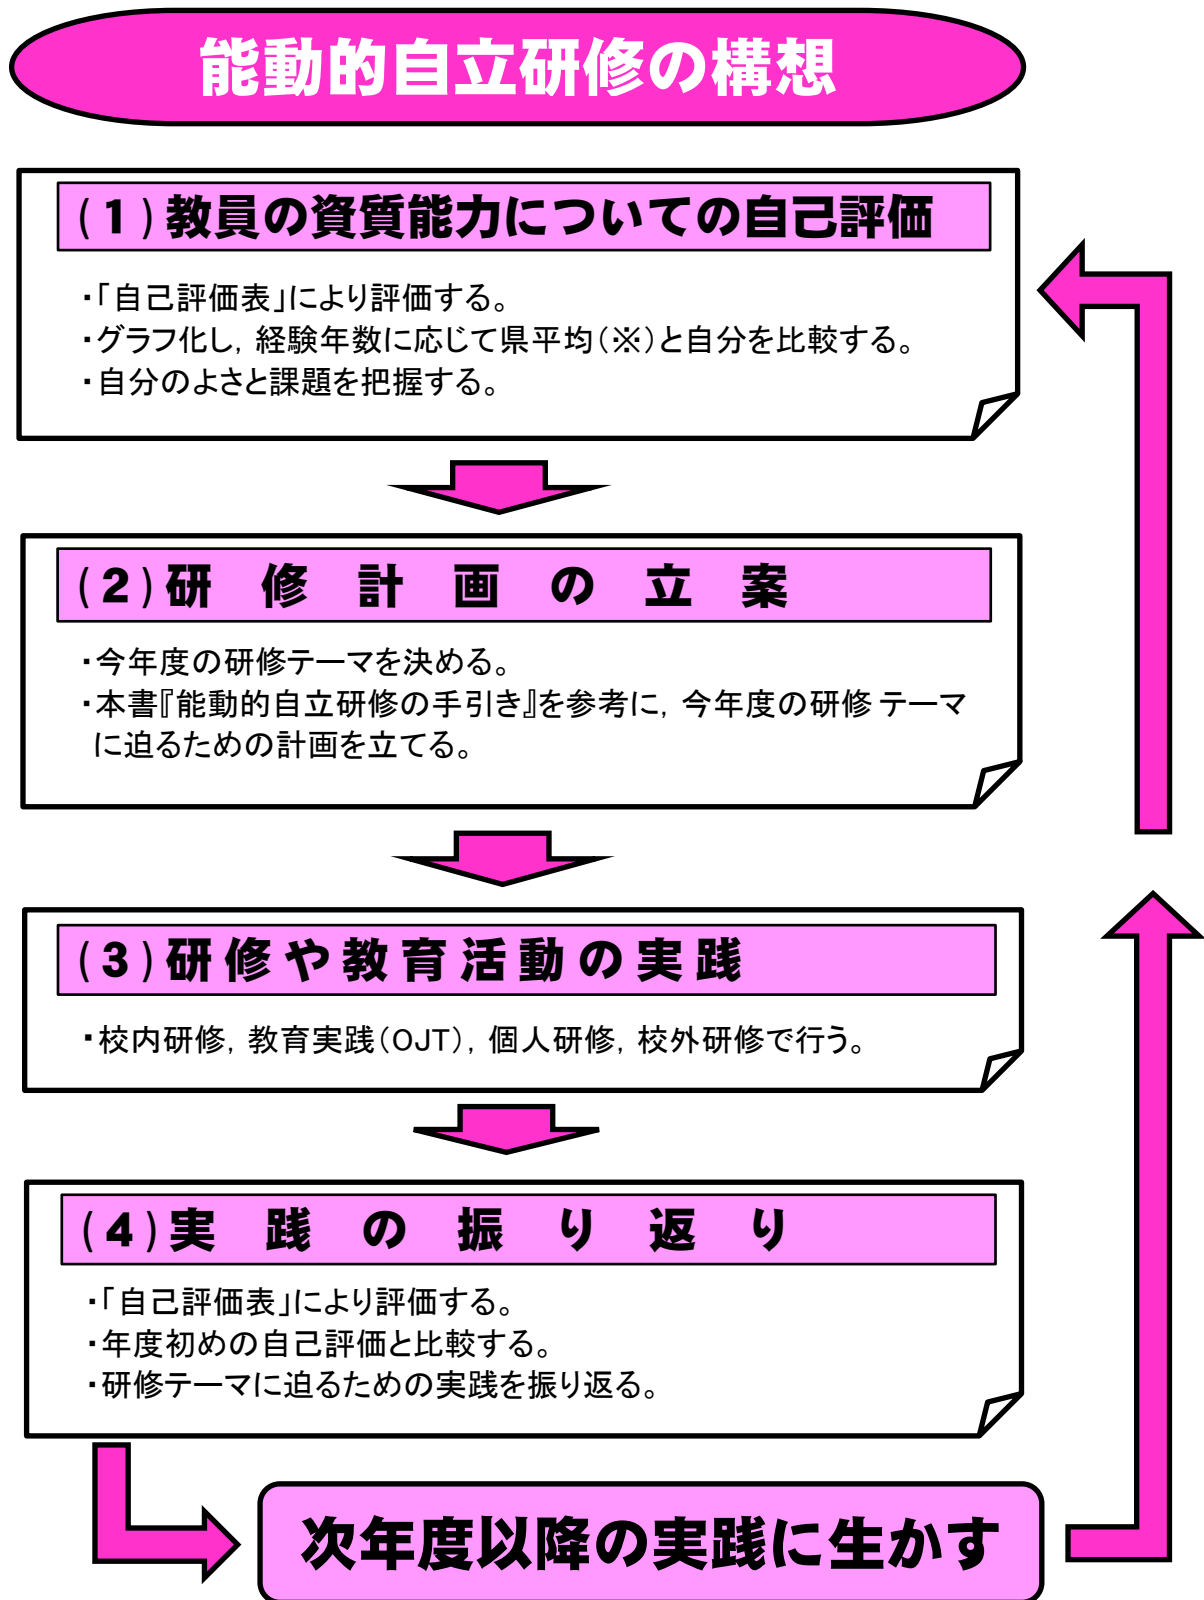 能動的自立研修の構想
(1)教員の資質能力についての自己評価
・「自己評価表」により評価する。
・グラフ化し，経験年数に応じて県平均（※）と自分を比較する。
・自分のよさと課題を把握する。
(2)研修計画の立案
・今年度の研修テーマを決める。
・本書『能動的自立研修の手引き』を参考に，今年度の研修 テーマ
に迫るための計画を立てる。
(3)研修や教育活動の実践
・校内研修，教育実践（OJT），個人研修，校外研修で行う。
(4)実践の振り返り
・「自己評価表」により評価する。
・年度初めの自己評価と比較する。
・研修テーマに迫るための実践を振り返る。
次年度以降の実践に生かす